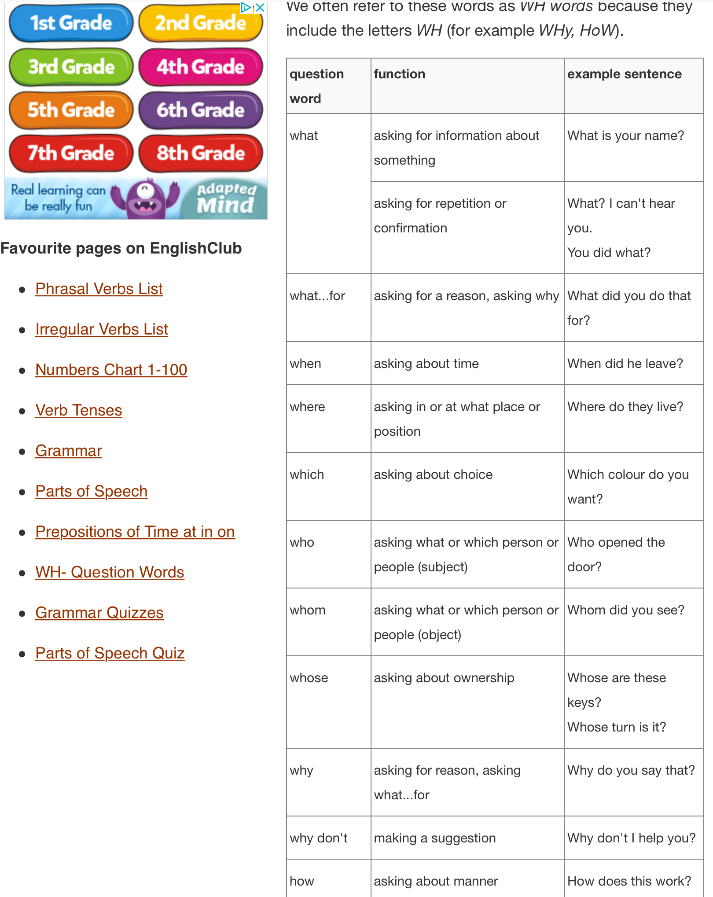 1st Grade
2nd Grade
3rd Grade
4th Grade
5th Grade
6th Grade
7th Grade
8th Grade
Real learning can
be really fun
Adapted
Mind
Favourite pages on EnglishClub
Phrasal Verbs List
Irregular Verbs List
Numbers Chart 1-100
Verb Tenses
Grammar
Parts of Speech
Prepositions of Time at in on
WH- Question Words
Grammar Quizzes
Parts of Speech Quiz
We often refer to these words as WH words because they
include the letters WH (for example WHy, HoW).
question
word
function
example sentence
what
asking for information about
something
What is your name?
asking for repetition or
confirmation
What? I can't hear
you.
You did what?
what...for
asking for a reason, asking why
What did you do that
for?
when
asking about time
When did he leave?
where
asking in or at what place or
position
Where do they live?
which
asking about choice
Which colour do you
want?
who
asking what or which person or
people (subject)
Who opened the
door?
whom
asking what or which person or
people (object)
Whom did you see?
whose
asking about ownership
Whose are these
keys?
Whose turn is it?
why
asking for reason, asking
what...for
Why do you say that?
why don't
making a suggestion
Why don't I help you?
how
asking about manner
How does this work?